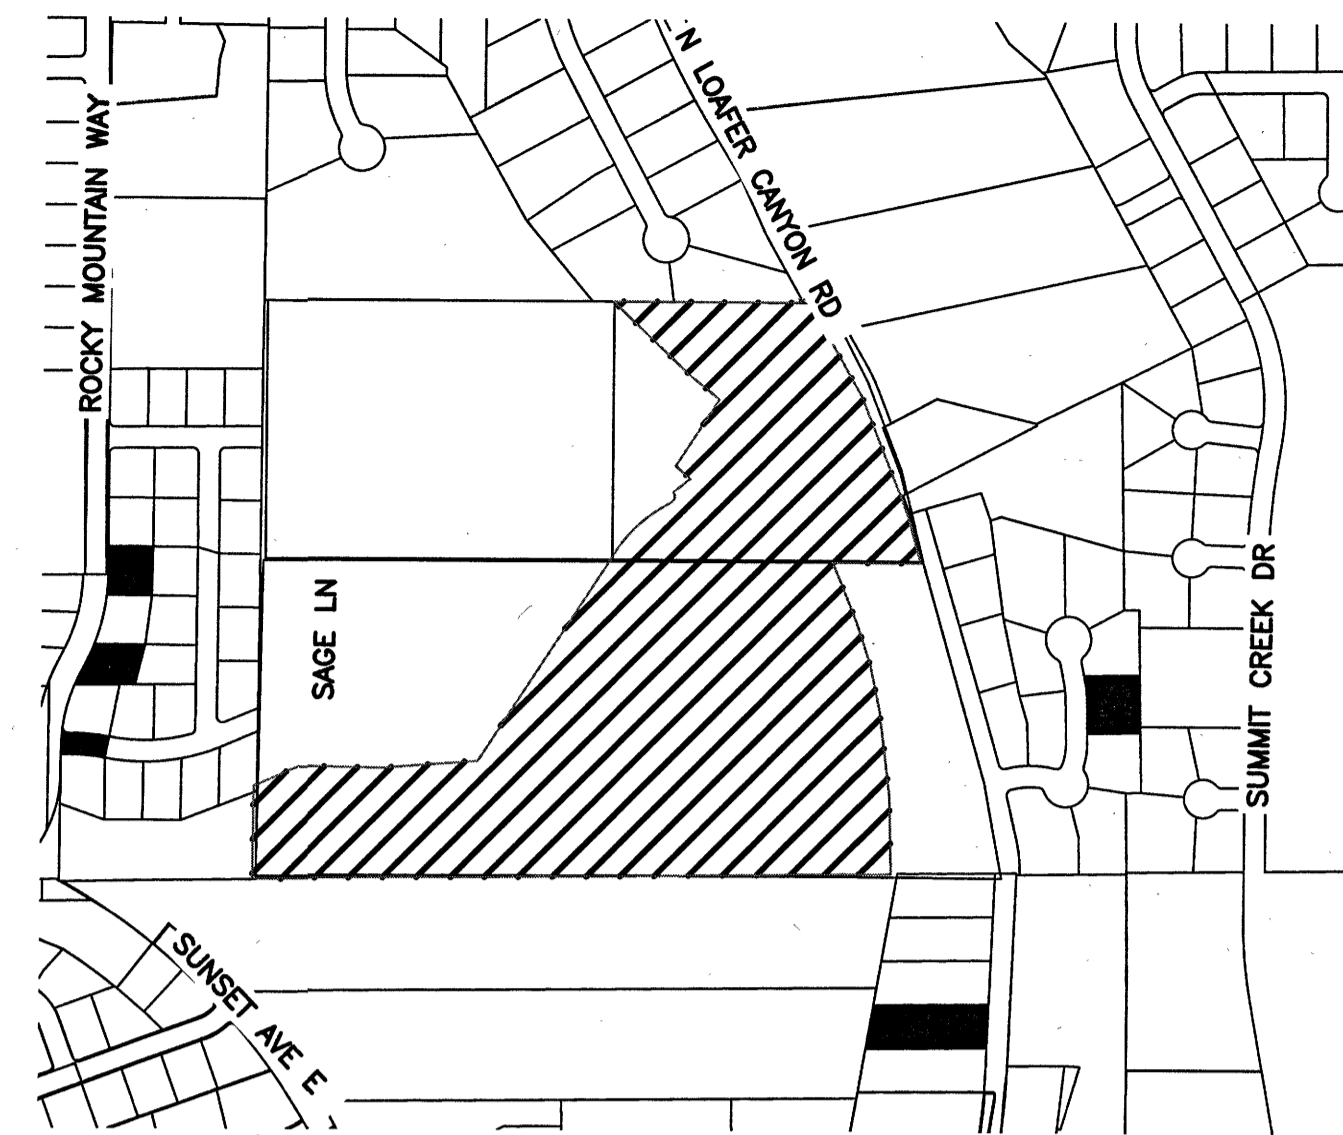 N LOAFER CANYON RD
ROCKY MOUNTAIN WAY
SAGE LN
SUMMIT CREEK DR
SUNSET AVE E